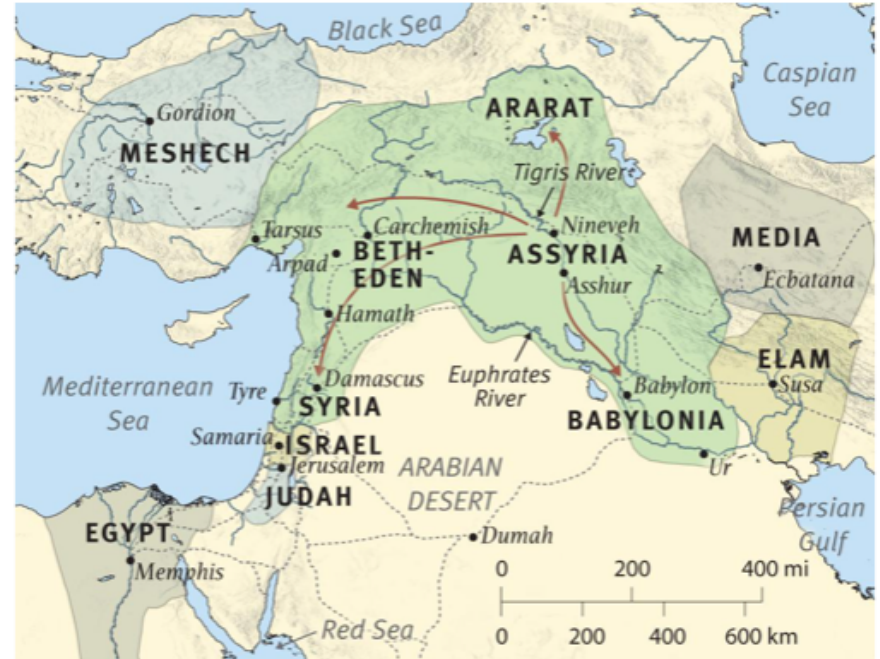 Black Sea
Caspian
Sea
Gordion
MESHECH
ARARAT
Tigris River
Tarsus
Carchemish
Nineveh
Arpad
BETH-
EDEN
ASSYRIA
MEDIA
Asshur
Ecbatana
Hamath
Mediterranean
Sea
Tyre
Damascus
Euphrates
River
Babylon
ELAM
Susa
SYRIA
BABYLONIA
Samaria
ISRAEL
Jerusalem
JUDAH
ARABIAN
DESERT
Ur
EGYPT
Memphis
Dumah
Persian
Gulf
0 200 400 mi
0 200 400 600 km
Red Sea